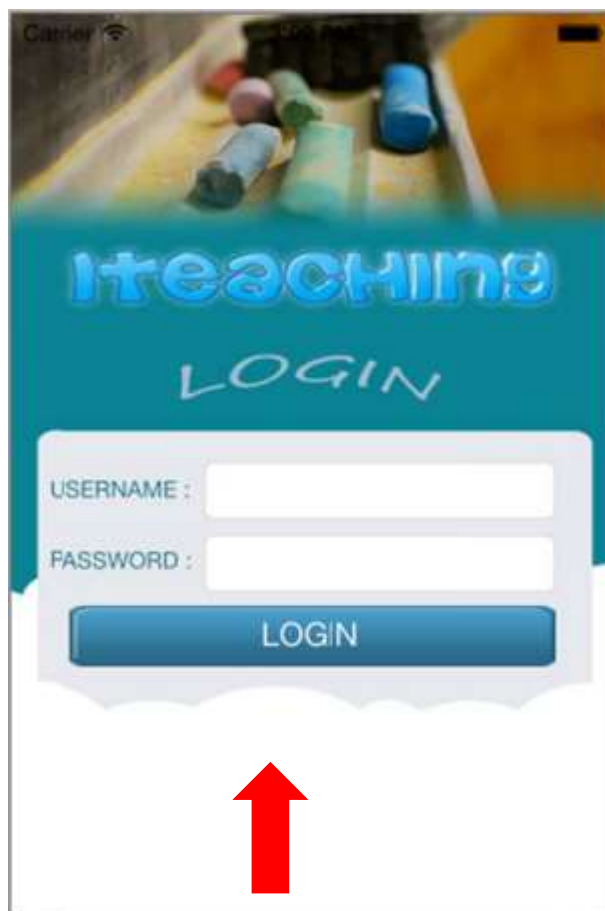 Carrier
iteaching
LOGIN
USERNAME :
PASSWORD :
LOGIN